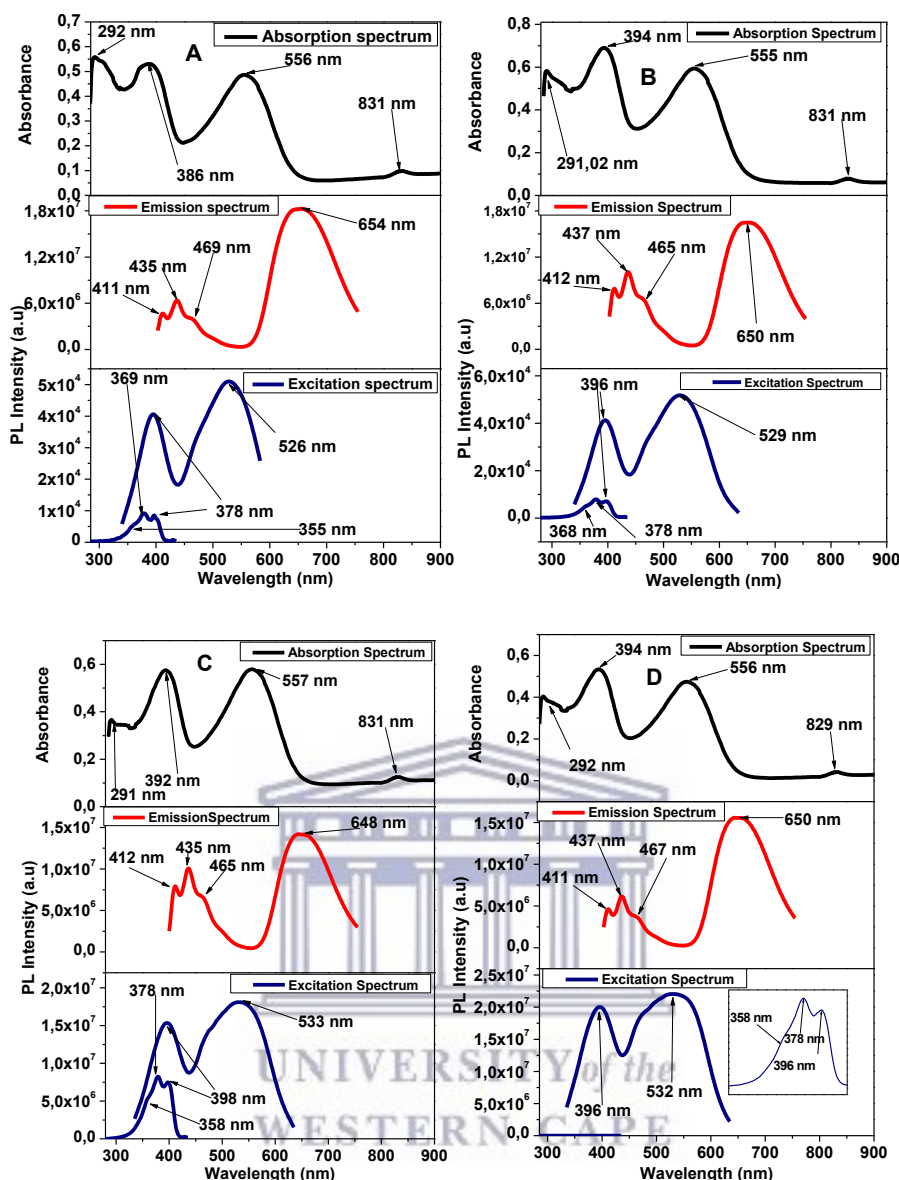 A
Absorption spectrum
292 nm
386 nm
556 nm
831 nm
Absorbance
0,7
0,6
0,5
0,4
0,3
0,2
0,1
0,0
Emission spectrum
411 nm
435 nm
469 nm
654 nm
1,8x10⁷
1,2x10⁷
6,0x10⁶
0,0
PL Intensity (a.u)
Excitation spectrum
369 nm
526 nm
378 nm
355 nm
5x10⁴
4x10⁴
3x10⁴
2x10⁴
1x10⁴
0
300 400 500 600 700 800 900
Wavelength (nm)
B
Absorption Spectrum
394 nm
555 nm
831 nm
291,02 nm
Absorbance
0,8
0,6
0,4
0,2
0,0
Emission Spectrum
437 nm
465 nm
412 nm
650 nm
1,8x10⁷
1,2x10⁷
6,0x10⁶
0,0
PL Intensity (a.u)
Excitation Spectrum
396 nm
529 nm
368 nm
378 nm
6,0x10⁴
4,0x10⁴
2,0x10⁴
0,0
300 400 500 600 700 800 900
Wavelength (nm)
C
Absorption Spectrum
557 nm
831 nm
392 nm
291 nm
Absorbance
0,6
0,4
0,2
0,0
EmissionSpectrum
435 nm
412 nm
465 nm
648 nm
1,5x10⁷
1,0x10⁷
5,0x10⁶
0,0
PL Intensity (a.u)
Excitation Spectrum
378 nm
533 nm
398 nm
358 nm
2,0x10⁷
1,5x10⁷
1,0x10⁷
5,0x10⁶
0,0
300 400 500 600 700 800 900
Wavelength (nm)
D
Absorption Spectrum
394 nm
556 nm
829 nm
292 nm
Absorbance
0,6
0,4
0,2
0,0
Emission Spectrum
437 nm
411 nm
467 nm
650 nm
1,5x10⁷
1,0x10⁷
5,0x10⁶
0,0
PL Intensity (a.u)
Excitation Spectrum
396 nm
532 nm
358 nm
378 nm
396 nm
2,5x10⁷
2,0x10⁷
1,5x10⁷
1,0x10⁷
5,0x10⁶
0,0
300 400 500 600 700 800 900
Wavelength (nm)
UNIVERSITY of the
WESTERN CAPE